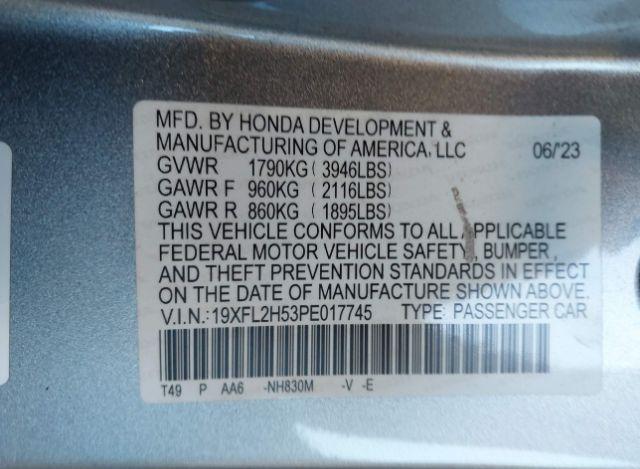 MFD. BY HONDA DEVELOPMENT &
MANUFACTURING OF AMERICA, LLC 06/'23
GVWR 1790KG ( 3946LBS)
GAWR F 960KG ( 2116LBS)
GAWR R 860KG ( 1895LBS)
THIS VEHICLE CONFORMS TO ALL APPLICABLE
FEDERAL MOTOR VEHICLE SAFETY, BUMPER,
AND THEFT PREVENTION STANDARDS IN EFFECT
ON THE DATE OF MANUFACTURE SHOWN ABOVE.
V.I.N.:19XFL2H53PE017745 TYPE: PASSENGER CAR
T49 P AA6 -NH830M -V -E